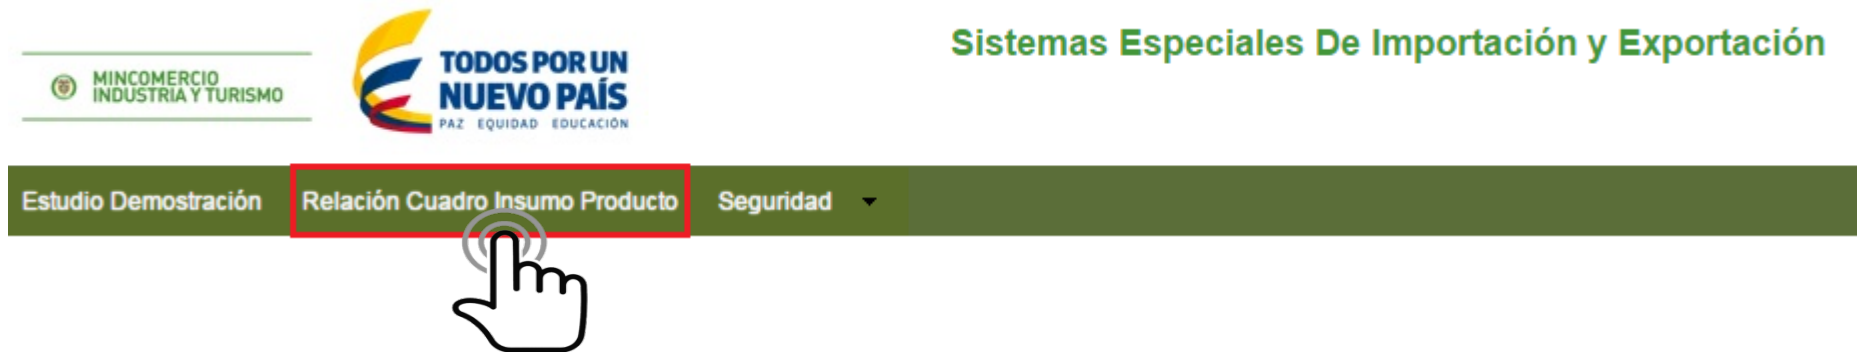 Sistemas Especiales De Importación y Exportación
MINCOMERCIO
INDUSTRIA Y TURISMO
TODOS POR UN
NUEVO PAÍS
PAZ EQUIDAD EDUCACIÓN
Estudio Demostración Relación Cuadro Insumo Producto Seguridad